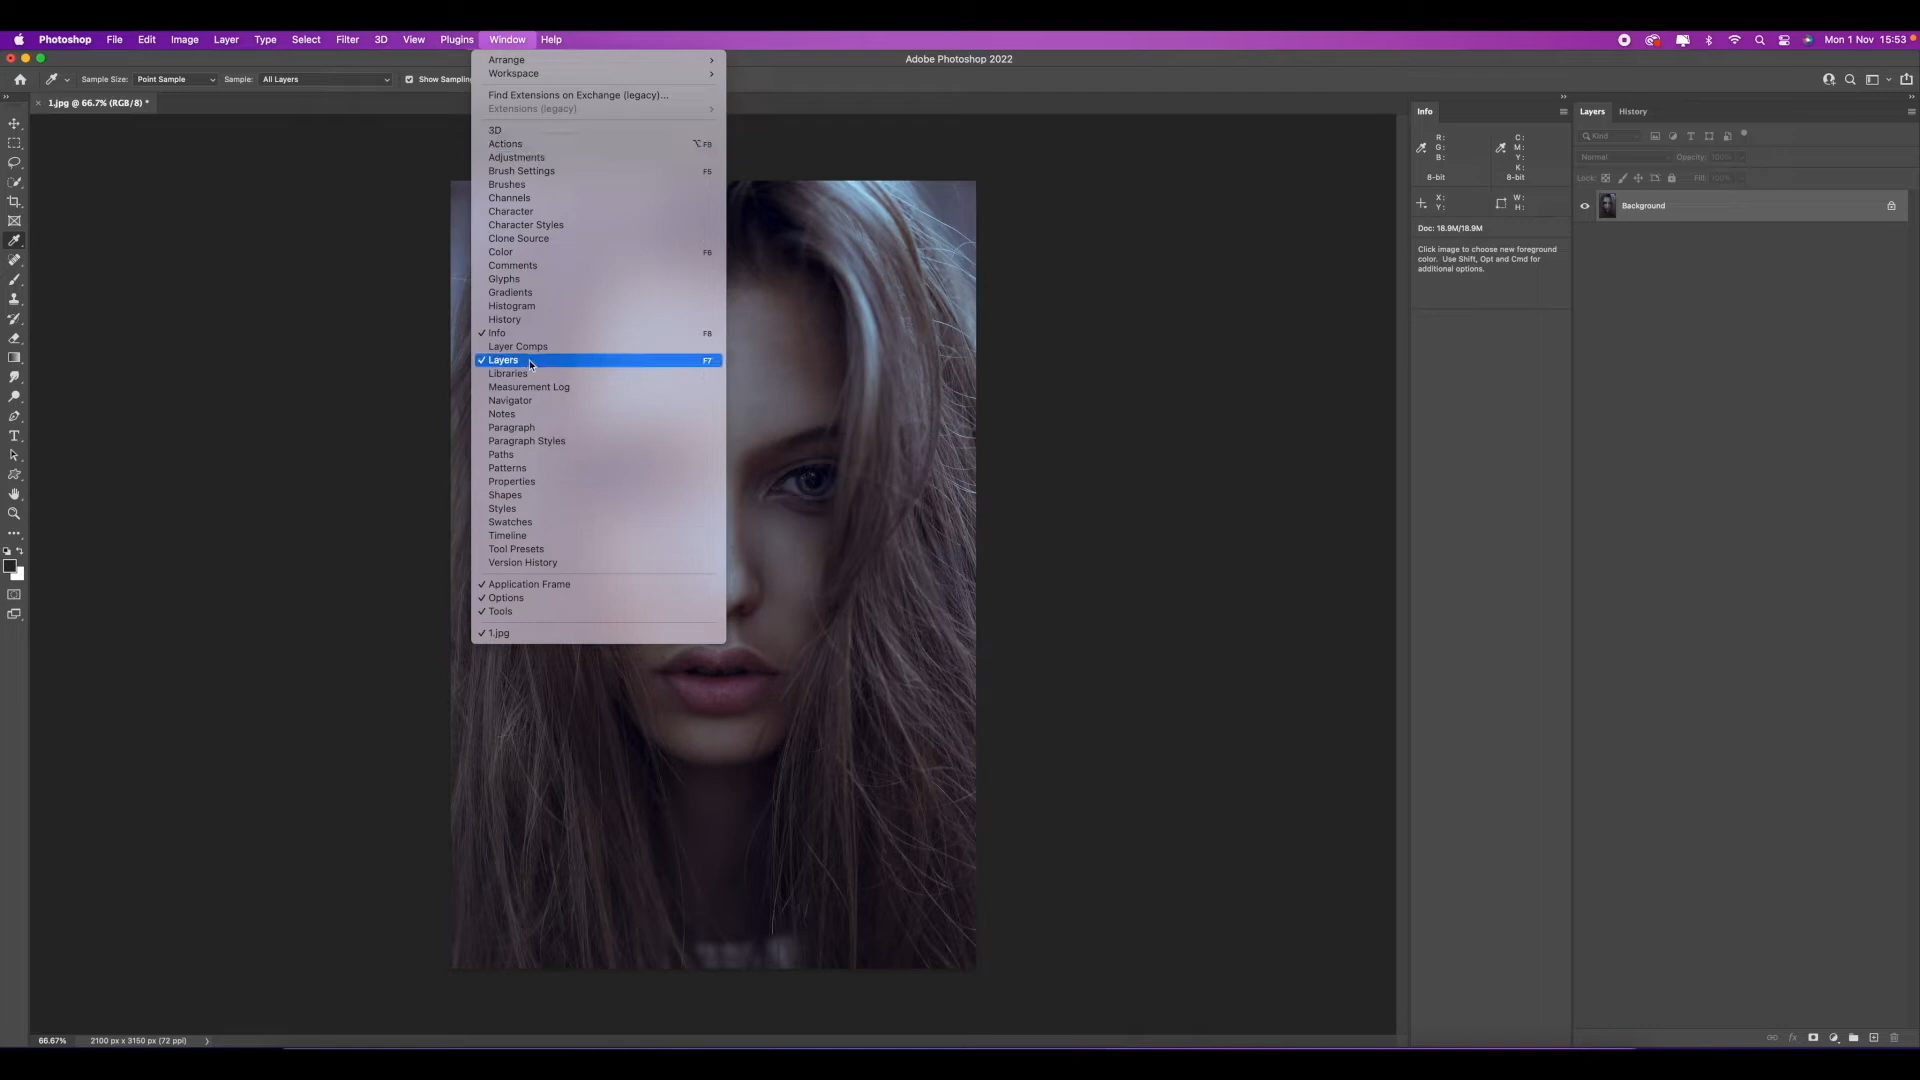 Photoshop File Edit Image Layer Type Select Filter 3D View Plugins Window Help Mon 1 Nov 15:53
Adobe Photoshop 2022
Sample Size: Point Sample Sample: All Layers Show Sampling
1.jpg @ 66.7% (RGB/8) *
Arrange
Workspace
Find Extensions on Exchange (legacy)...
Extensions (legacy)
3D
Actions ⌥F9
Adjustments
Brush Settings F5
Brushes
Channels
Character
Character Styles
Clone Source
Color F6
Comments
Glyphs
Gradients
Histogram
History
Info F8
Layer Comps
Layers F7
Libraries
Measurement Log
Navigator
Notes
Paragraph
Paragraph Styles
Paths
Patterns
Properties
Shapes
Styles
Swatches
Timeline
Tool Presets
Version History
Application Frame
Options
Tools
1.jpg
Info
R: C:
G: M:
B: Y:
K:
8-bit 8-bit
X: W:
Y: H:
Doc: 18.9M/18.9M
Click image to choose new foreground
color. Use Shift, Opt and Cmd for
additional options.
Layers History
Kind
Normal Opacity: 100%
Lock: Fill: 100%
Background
66.67% 2100 px x 3150 px (72 ppi)